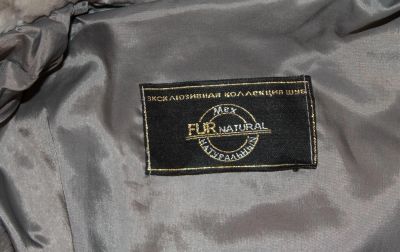 ЭКСКЛЮЗИВНАЯ КОЛЛЕКЦИЯ ШУБ
Мех
FUR NATURAL
НАТУРАЛЬНЫЙ